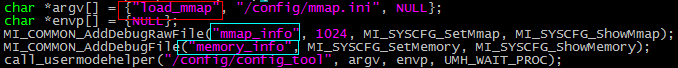 char *argv[] = {"load_mmap", "/config/mmap.ini", NULL};
char *envp[] = {NULL};
MI_COMMON_AddDebugRawFile("mmap_info", 1024, MI_SYSCFG_SetMmap, MI_SYSCFG_ShowMmap);
MI_COMMON_AddDebugFile("memory_info", MI_SYSCFG_SetMemory, MI_SYSCFG_ShowMemory);
call_usermodehelper("/config/config_tool", argv, envp, UMH_WAIT_PROC);